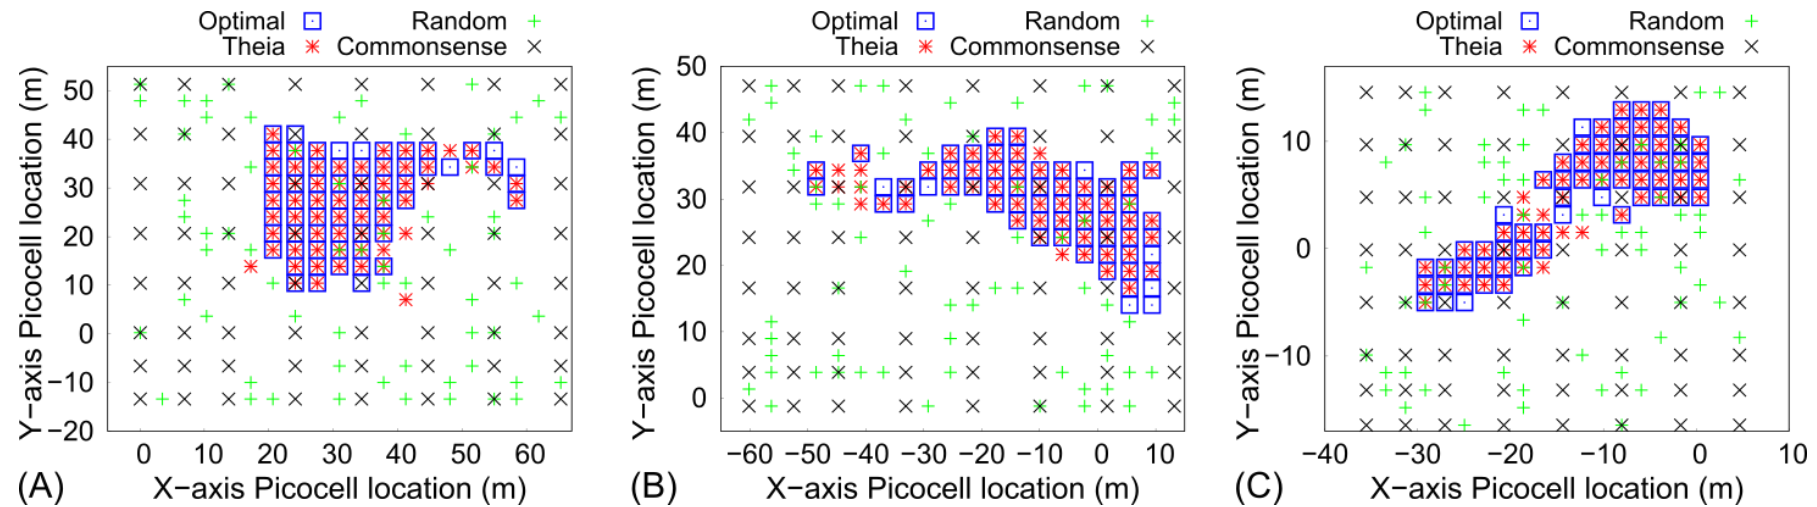 Optimal Random
Theia Commonsense
50
40
30
20
10
0
−10
−20
0 10 20 30 40 50 60
Y−axis Picocell location (m)
X−axis Picocell location (m)
(A)
Optimal Random
Theia Commonsense
50
40
30
20
10
0
−60 −50 −40 −30 −20 −10 0 10
Y−axis Picocell location (m)
X−axis Picocell location (m)
(B)
Optimal Random
Theia Commonsense
10
0
−10
−40 −30 −20 −10 0 10
Y−axis Picocell location (m)
X−axis Picocell location (m)
(C)